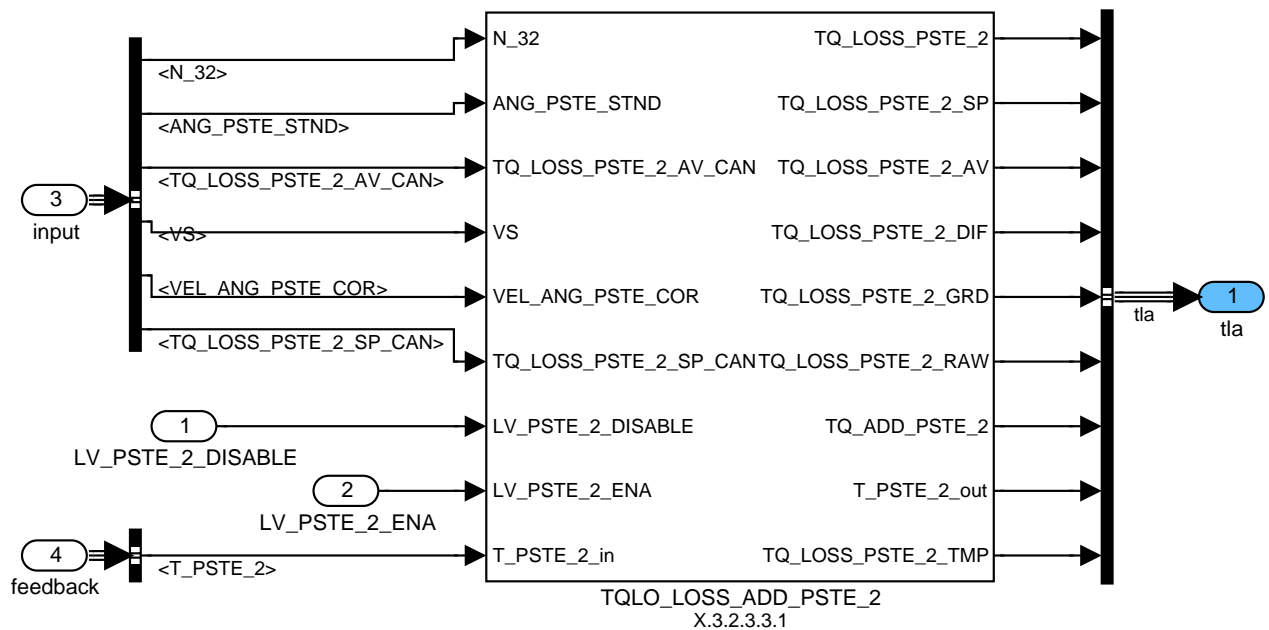 N_32
TQ_LOSS_PSTE_2
<N_32>
ANG_PSTE_STND
TQ_LOSS_PSTE_2_SP
<ANG_PSTE_STND>
TQ_LOSS_PSTE_2_AV_CAN
TQ_LOSS_PSTE_2_AV
<TQ_LOSS_PSTE_2_AV_CAN>
3
input
<VS>
VS
TQ_LOSS_PSTE_2_DIF
<VEL_ANG_PSTE_COR>
VEL_ANG_PSTE_COR
TQ_LOSS_PSTE_2_GRD
tla
1
tla
<TQ_LOSS_PSTE_2_SP_CAN>
TQ_LOSS_PSTE_2_SP_CAN
TQ_LOSS_PSTE_2_RAW
1
LV_PSTE_2_DISABLE
LV_PSTE_2_DISABLE
TQ_ADD_PSTE_2
2
LV_PSTE_2_ENA
LV_PSTE_2_ENA
T_PSTE_2_out
4
feedback
<T_PSTE_2>
T_PSTE_2_in
TQ_LOSS_PSTE_2_TMP
TQLO_LOSS_ADD_PSTE_2
X.3.2.3.3.1